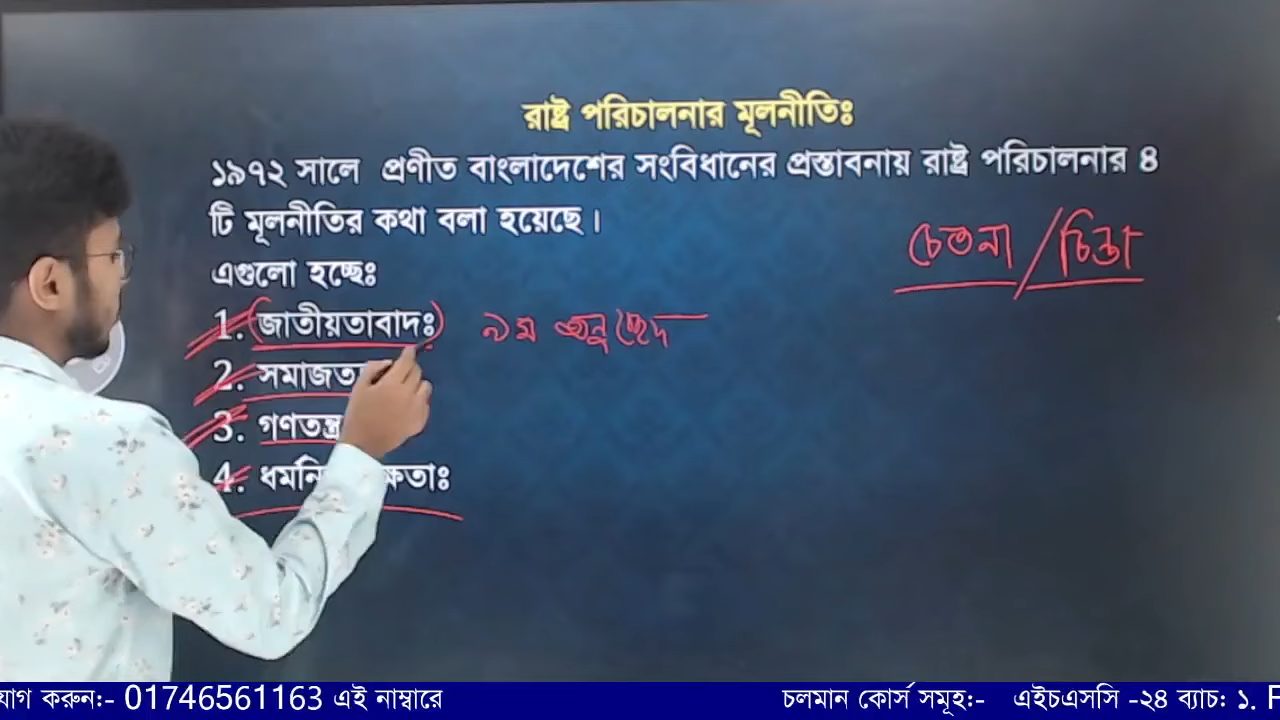 রাষ্ট্র পরিচালনার মূলনীতিঃ
১৯৭২ সালে প্রণীত বাংলাদেশের সংবিধানের প্রস্তাবনায় রাষ্ট্র পরিচালনার ৪
টি মূলনীতির কথা বলা হয়েছে।
চেতনা / চিন্তা
এগুলো হচ্ছেঃ
1. (জাতীয়তাবাদঃ) ৯ম অনুচ্ছেদ
2. সমাজত
3. গণতন্ত্র
4. ধর্মনি ক্ষতাঃ
যোগ করুন:- 01746561163 এই নাম্বারে চলমান কোর্স সমূহ:- এইচএসসি -২৪ ব্যাচ: ১. F